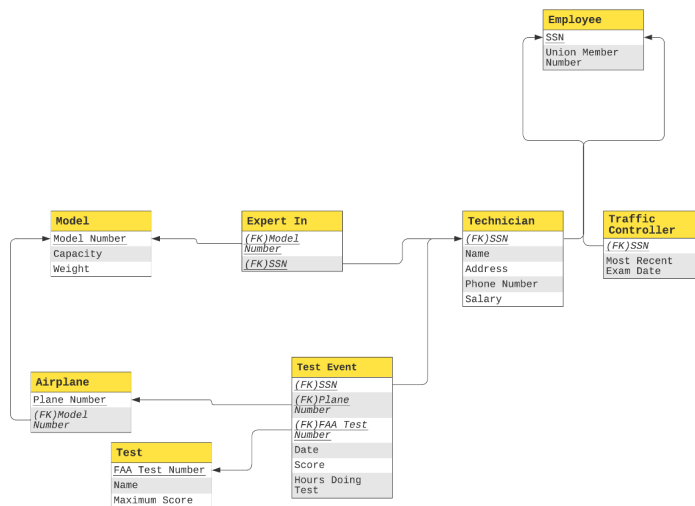 Employee
SSN
Union Member
Number
Model
Model Number
Capacity
Weight
Expert In
(FK)Model
Number
(FK)SSN
Technician
(FK)SSN
Name
Address
Phone Number
Salary
Traffic
Controller
(FK)SSN
Most Recent
Exam Date
Airplane
Plane Number
(FK)Model
Number
Test Event
(FK)SSN
(FK)Plane
Number
(FK)FAA Test
Number
Date
Score
Hours Doing
Test
Test
FAA Test Number
Name
Maximum Score